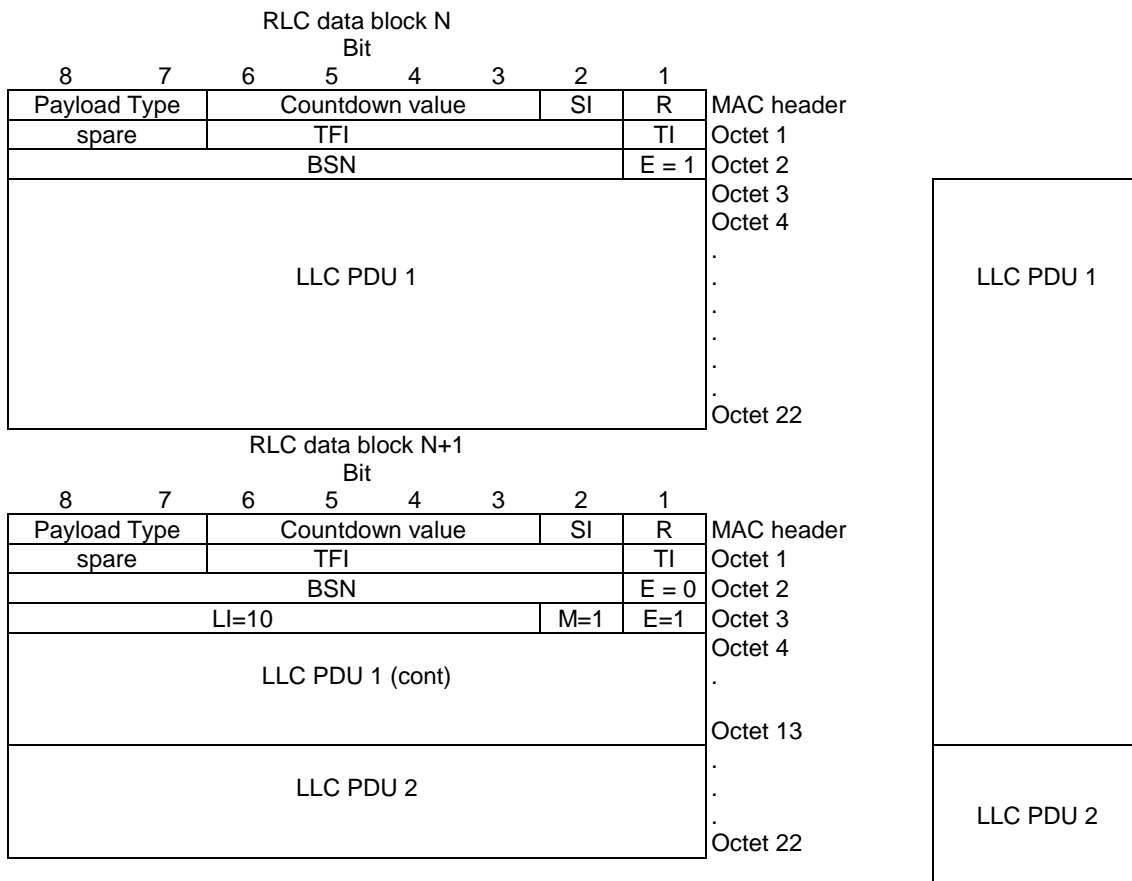 RLC data block N
Bit
8 7 6 5 4 3 2 1
Payload Type Countdown value SI R MAC header
spare TFI TI Octet 1
BSN E = 1 Octet 2
Octet 3
Octet 4
.
LLC PDU 1 . LLC PDU 1
.
.
.
.
Octet 22
RLC data block N+1
Bit
8 7 6 5 4 3 2 1
Payload Type Countdown value SI R MAC header
spare TFI TI Octet 1
BSN E = 0 Octet 2
LI=10 M=1 E=1 Octet 3
Octet 4
LLC PDU 1 (cont) .
Octet 13
.
LLC PDU 2 .
. LLC PDU 2
Octet 22